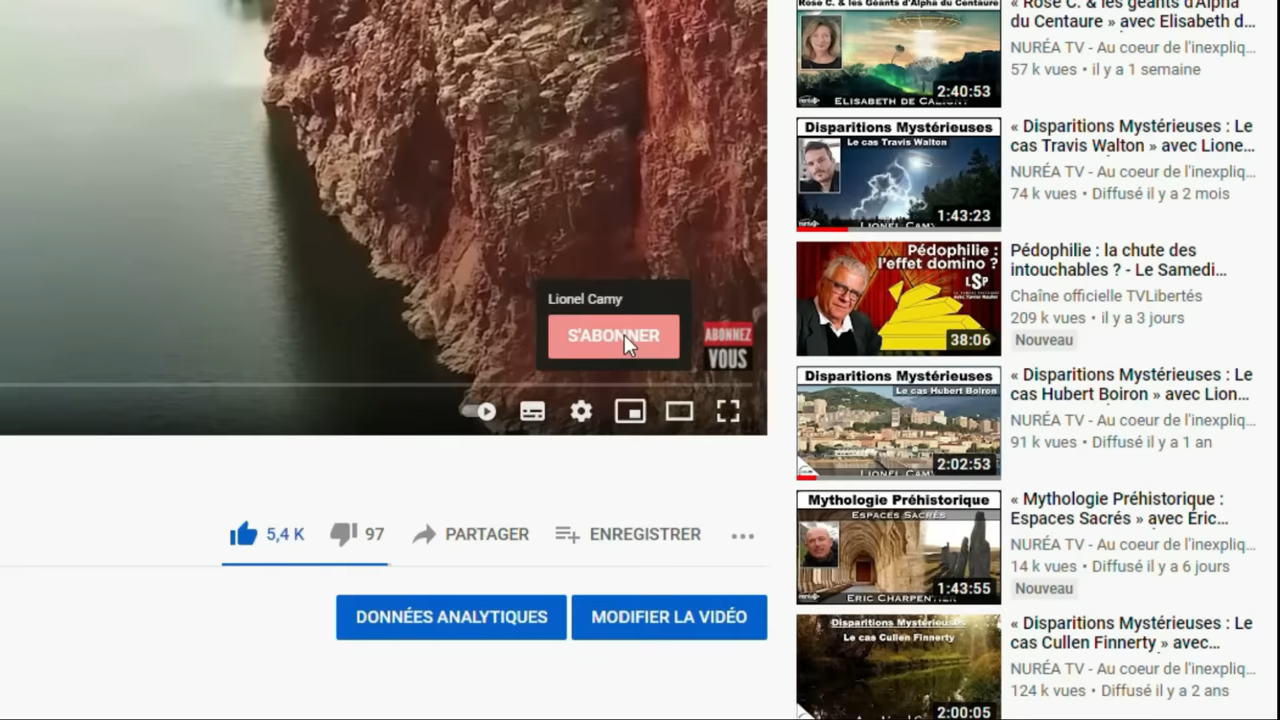 Lionel Camy
S'ABONNER
ABONNEZ
VOUS
5,4 K
97
PARTAGER
ENREGISTRER
DONNÉES ANALYTIQUES
MODIFIER LA VIDÉO
Rose C. & les Géants d'Alpha du Centaure
2:40:53
ELISABETH DE CALIGNY
« Rose C. & les géants d'Alpha
du Centaure » avec Elisabeth d...
NURÉA TV - Au coeur de l'inexpliq...
57 k vues • il y a 1 semaine
Disparitions Mystérieuses
Le cas Travis Walton
1:43:23
LIONEL CAMY
« Disparitions Mystérieuses : Le
cas Travis Walton » avec Lione...
NURÉA TV - Au coeur de l'inexpliq...
74 k vues • Diffusé il y a 2 mois
Pédophilie :
l'effet domino ?
LSP
38:06
Pédophilie : la chute des
intouchables ? - Le Samedi...
Chaîne officielle TVLibertés
209 k vues • il y a 3 jours
Nouveau
Disparitions Mystérieuses
Le cas Hubert Boiron
2:02:53
LIONEL CAMY
« Disparitions Mystérieuses : Le
cas Hubert Boiron » avec Lion...
NURÉA TV - Au coeur de l'inexpliq...
91 k vues • Diffusé il y a 1 an
Mythologie Préhistorique
ESPACES SACRÉS
1:43:55
ERIC CHARPENTIER
« Mythologie Préhistorique :
Espaces Sacrés » avec Éric...
NURÉA TV - Au coeur de l'inexpliq...
14 k vues • Diffusé il y a 6 jours
Nouveau
Disparitions Mystérieuses
Le cas Cullen Finnerty
2:00:05
« Disparitions Mystérieuses : Le
cas Cullen Finnerty » avec...
NURÉA TV - Au coeur de l'inexpliq...
124 k vues • Diffusé il y a 2 ans